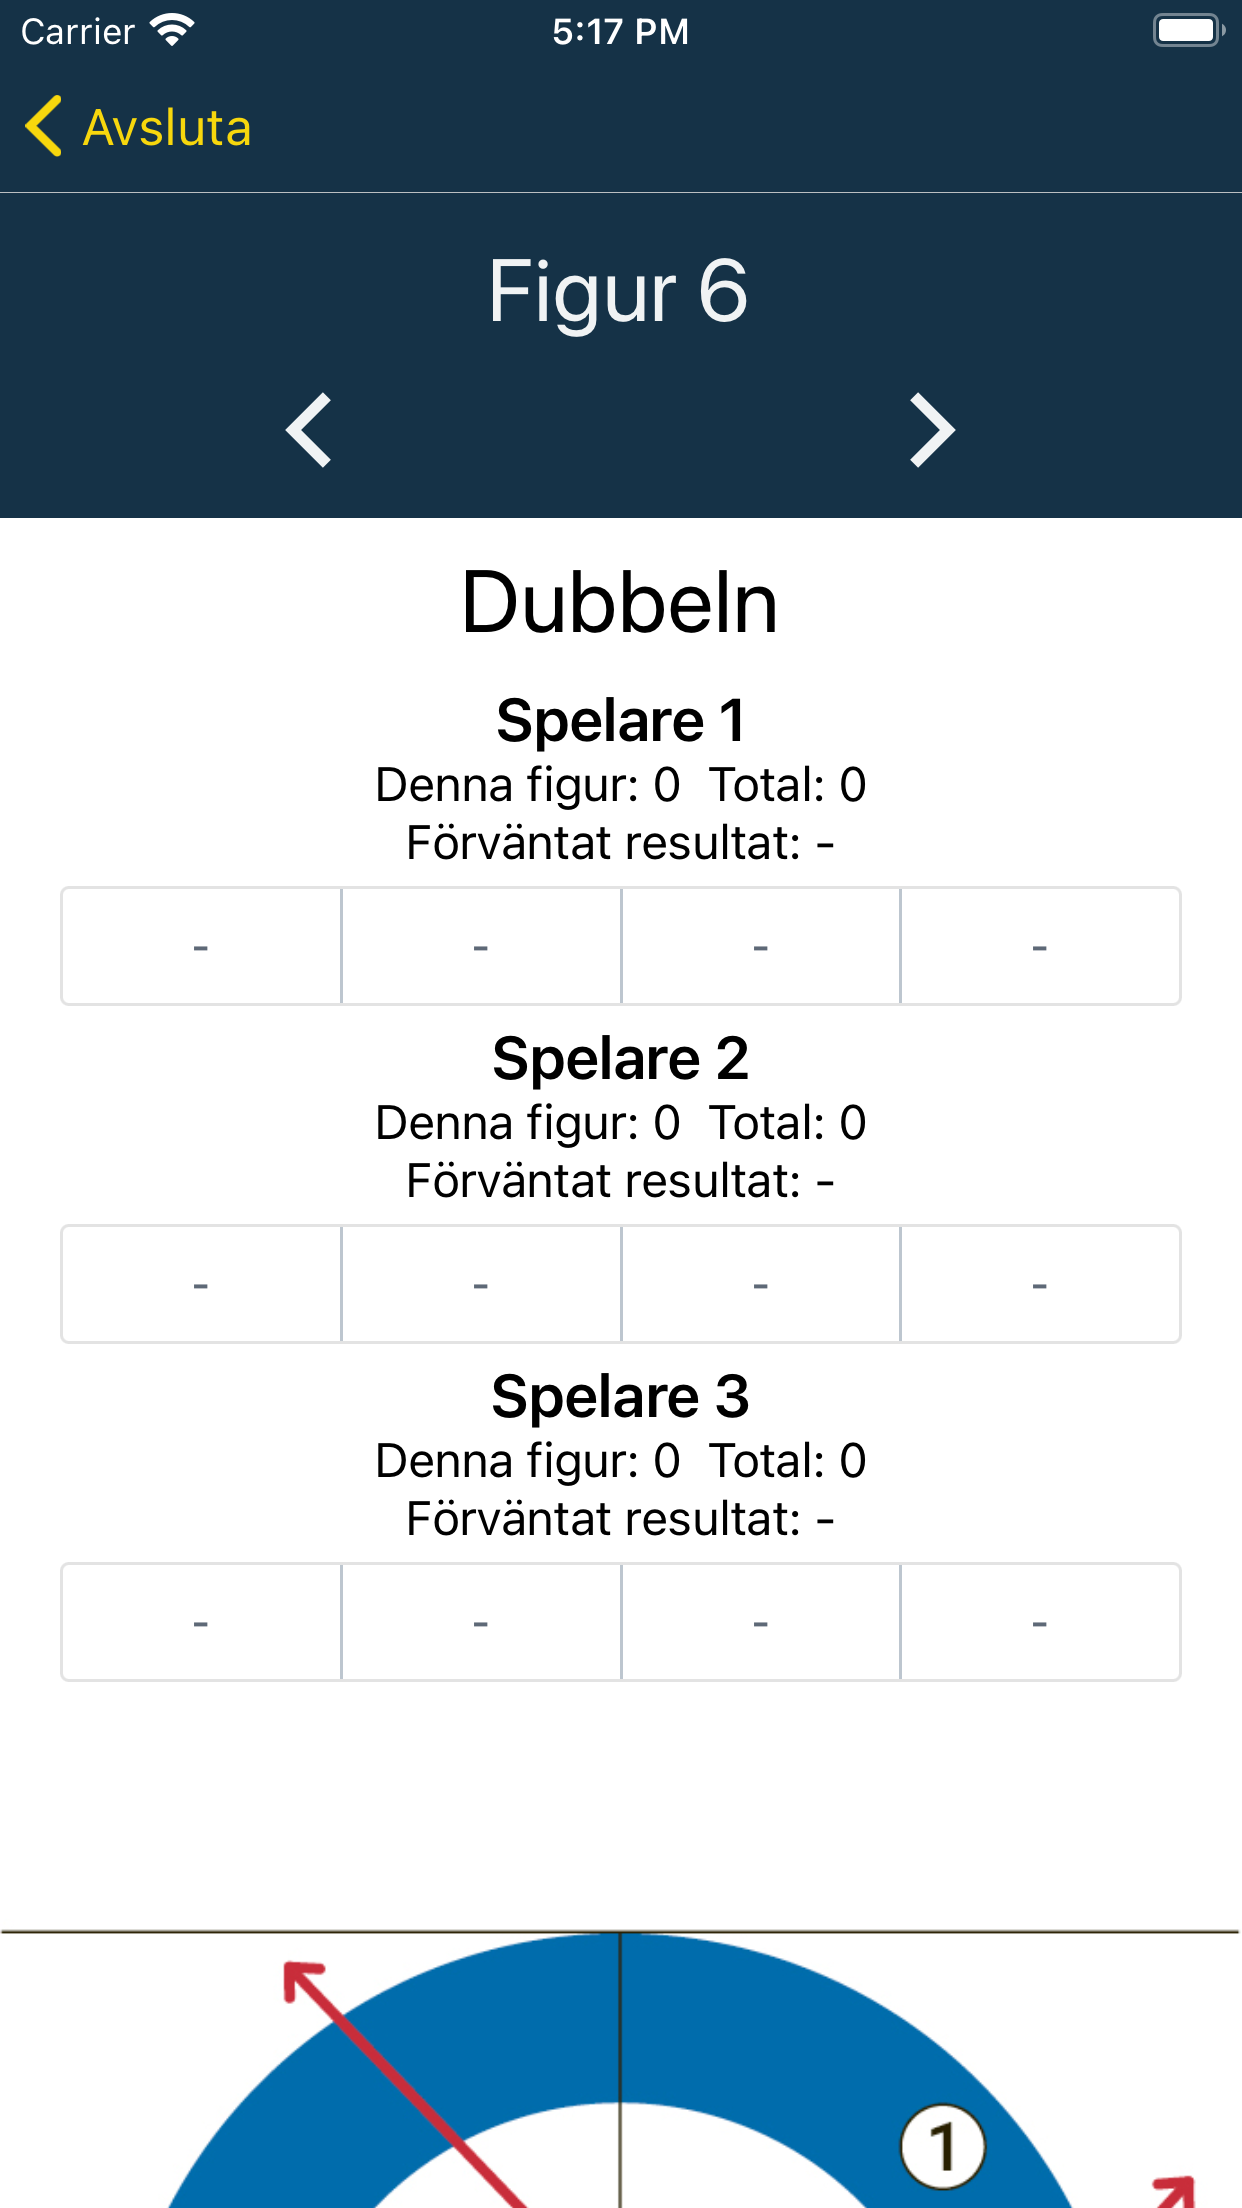 Carrier 5:17 PM
Avsluta
Figur 6
Dubbeln
Spelare 1
Denna figur: 0 Total: 0
Förväntat resultat: -
- - - -
Spelare 2
Denna figur: 0 Total: 0
Förväntat resultat: -
- - - -
Spelare 3
Denna figur: 0 Total: 0
Förväntat resultat: -
- - - -
1